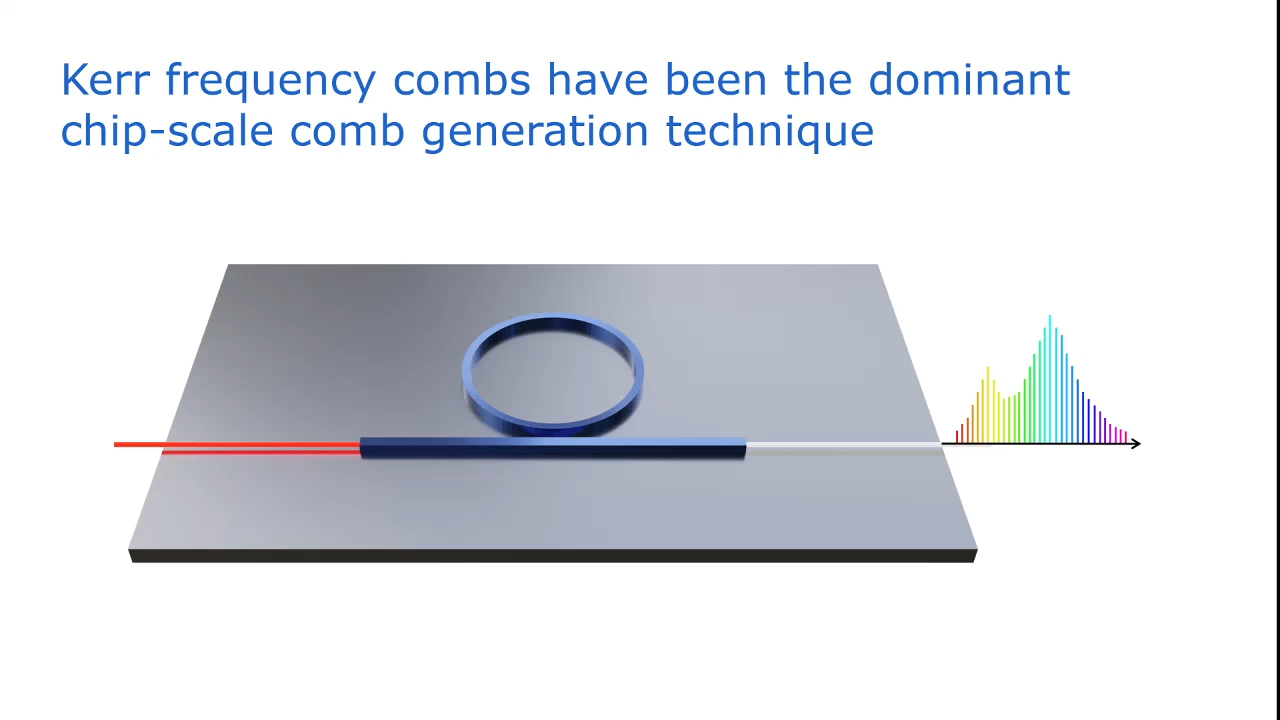 Kerr frequency combs have been the dominant
chip-scale comb generation technique